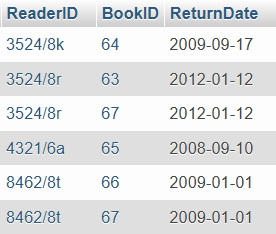 ReaderID BookID ReturnDate
3524/8k 64 2009-09-17
3524/8r 63 2012-01-12
3524/8r 67 2012-01-12
4321/6a 65 2008-09-10
8462/8t 66 2009-01-01
8462/8t 67 2009-01-01